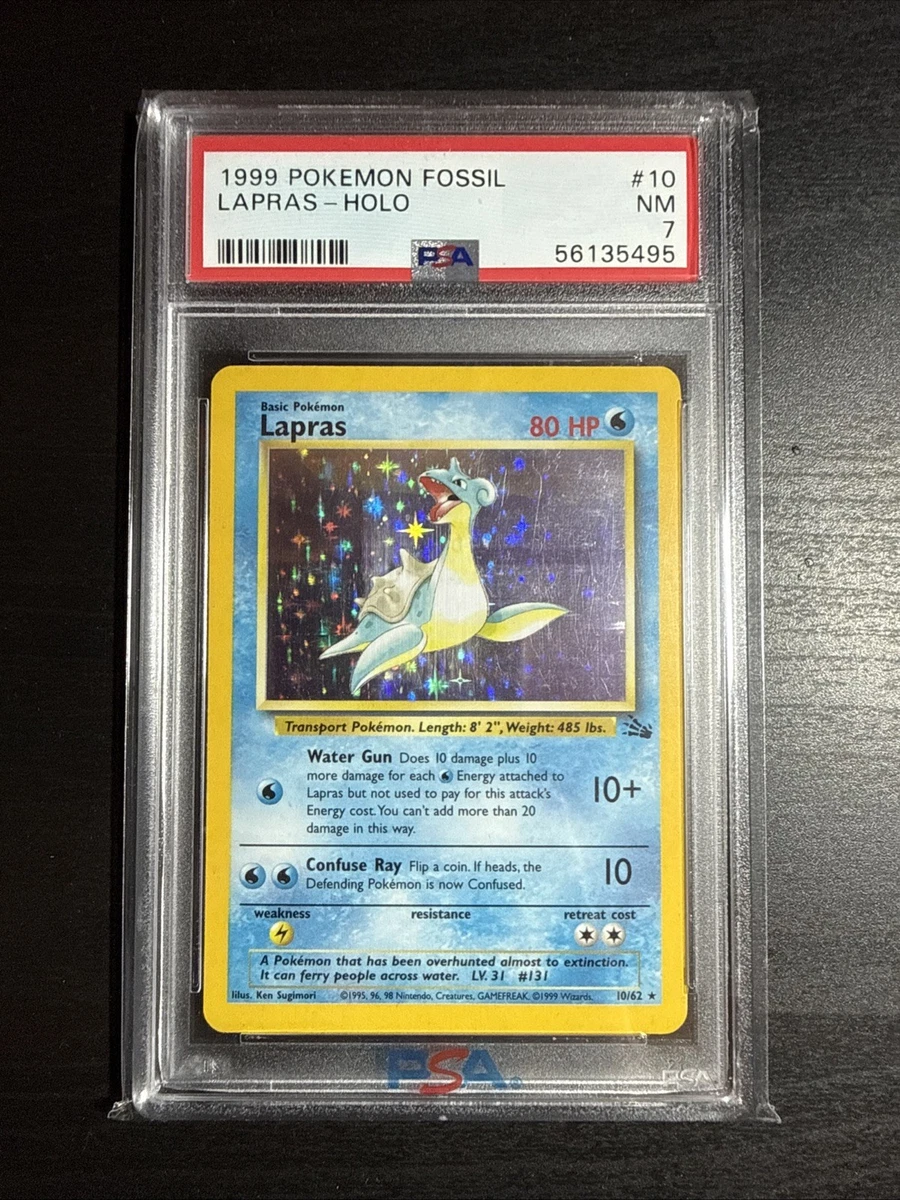 1999 POKEMON FOSSIL #10
LAPRAS - HOLO NM
7
PSA 56135495
Basic Pokémon
Lapras 80 HP
Transport Pokémon. Length: 8' 2", Weight: 485 lbs.
Water Gun Does 10 damage plus 10
more damage for each Energy attached to
Lapras but not used to pay for this attack's
Energy cost. You can't add more than 20
damage in this way.
10+
Confuse Ray Flip a coin. If heads, the
Defending Pokémon is now Confused.
10
weakness resistance retreat cost
A Pokémon that has been overhunted almost to extinction.
It can ferry people across water. LV. 31 #131
Illus. Ken Sugimori ©1995, 96, 98 Nintendo, Creatures, GAMEFREAK. ©1999 Wizards. 10/62 ★
PSA®
PSA